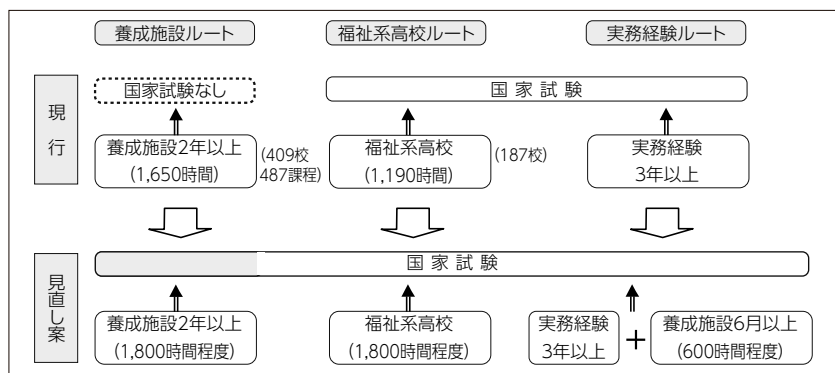 養成施設ルート
福祉系高校ルート
実務経験ルート
現行
国家試験なし
国家試験
養成施設2年以上
(1,650時間)
(409校
487課程)
福祉系高校
(1,190時間)
(187校)
実務経験
3年以上
見直し案
国家試験
養成施設2年以上
(1,800時間程度)
福祉系高校
(1,800時間程度)
実務経験
3年以上
+
養成施設6月以上
(600時間程度)